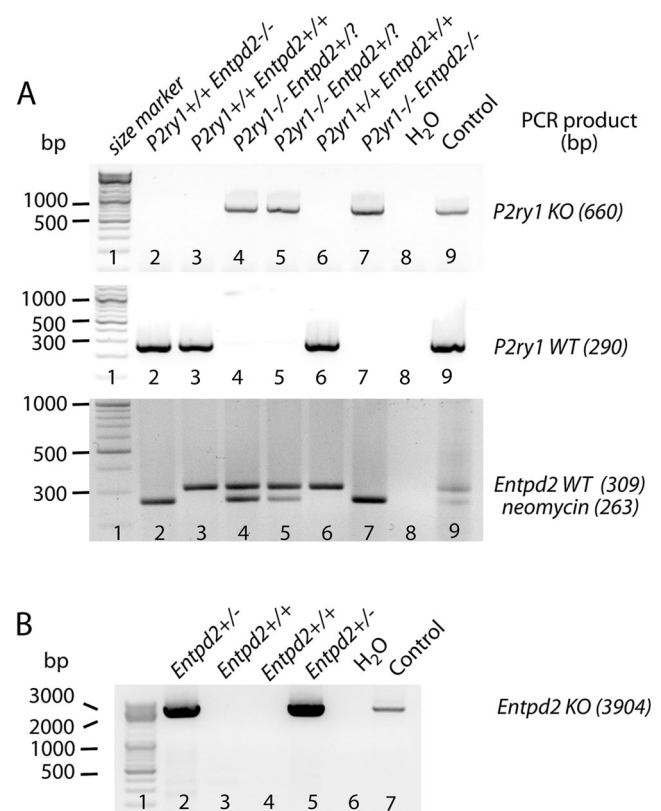 A
bp
size marker
P2ry1+/+ Entpd2-/-
P2ry1+/+ Entpd2+/+
P2ry1-/- Entpd2+/?
P2yr1-/- Entpd2+/?
P2yr1+/+ Entpd2+/+
P2yr1-/- Entpd2-/-
H2O
Control
PCR product
(bp)
1000
500
P2ry1 KO (660)
1 2 3 4 5 6 7 8 9
1000
500
300
P2ry1 WT (290)
1 2 3 4 5 6 7 8 9
1000
500
300
Entpd2 WT (309)
neomycin (263)
1 2 3 4 5 6 7 8 9
B
bp
Entpd2+/-
Entpd2+/+
Entpd2+/+
Entpd2+/-
H2O
Control
3000
2000
1000
500
Entpd2 KO (3904)
1 2 3 4 5 6 7